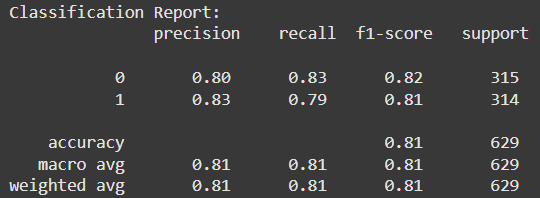 Classification Report:
precision recall f1-score support
0 0.80 0.83 0.82 315
1 0.83 0.79 0.81 314
accuracy 0.81 629
macro avg 0.81 0.81 0.81 629
weighted avg 0.81 0.81 0.81 629